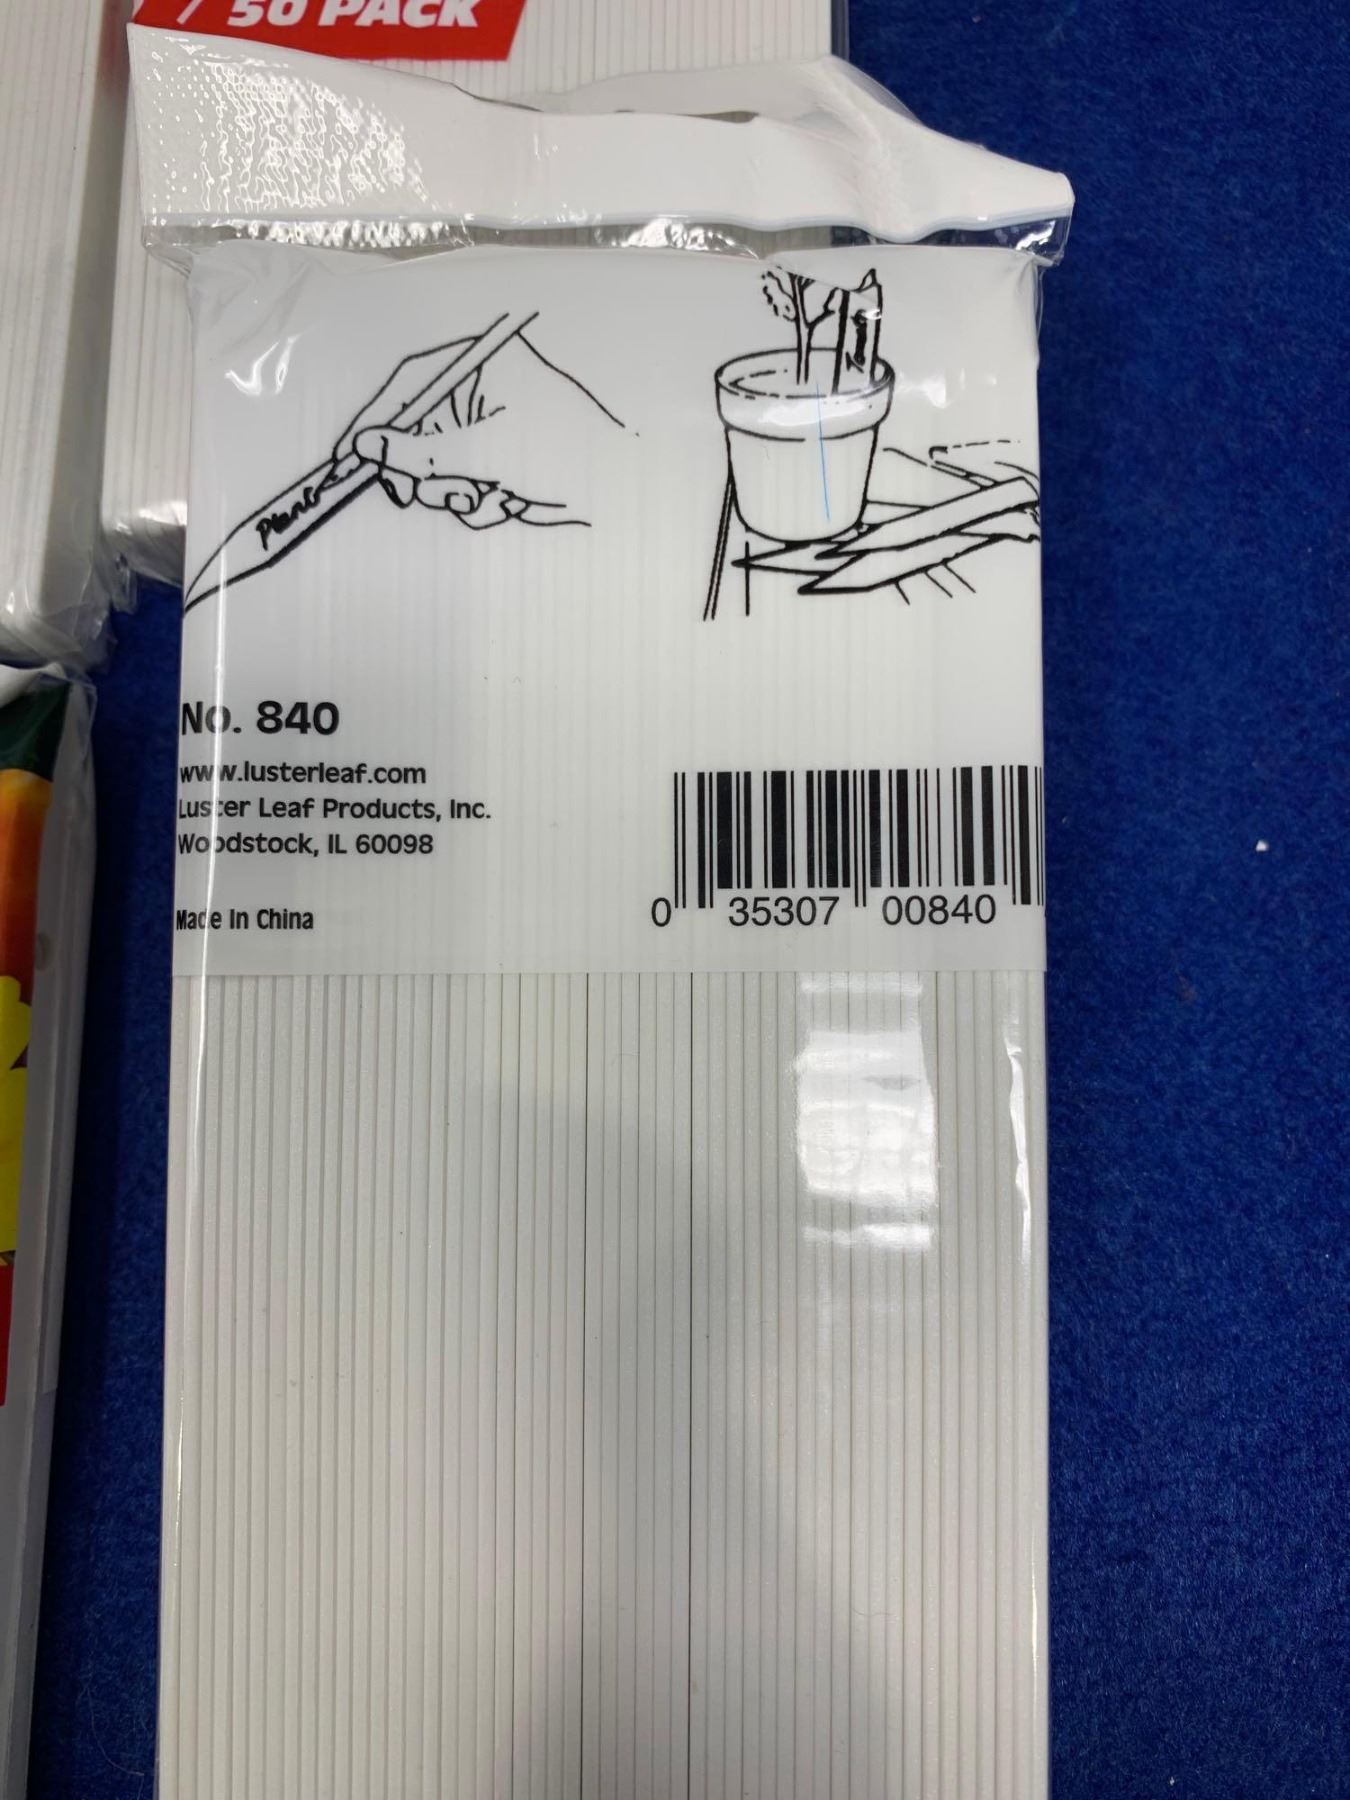 / 50 PACK
Plant
No. 840
www.lusterleaf.com
Luster Leaf Products, Inc.
Woodstock, IL 60098
Made In China
0 35307 00840